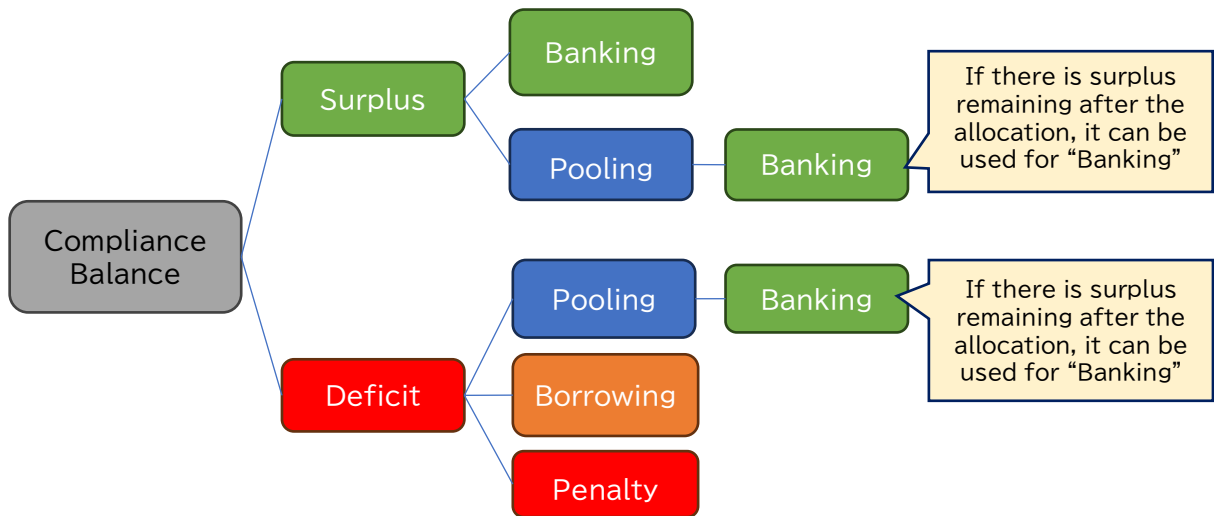 Banking
Surplus
Pooling
Banking
If there is surplus
remaining after the
allocation, it can be
used for “Banking”
Compliance
Balance
Pooling
Banking
If there is surplus
remaining after the
allocation, it can be
used for “Banking”
Deficit
Borrowing
Penalty